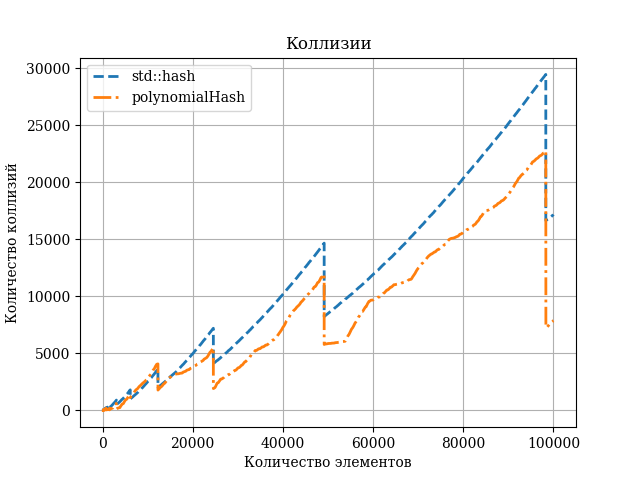 Коллизии
std::hash
polynomialHash
Количество коллизий
30000
25000
20000
15000
10000
5000
0
0 20000 40000 60000 80000 100000
Количество элементов